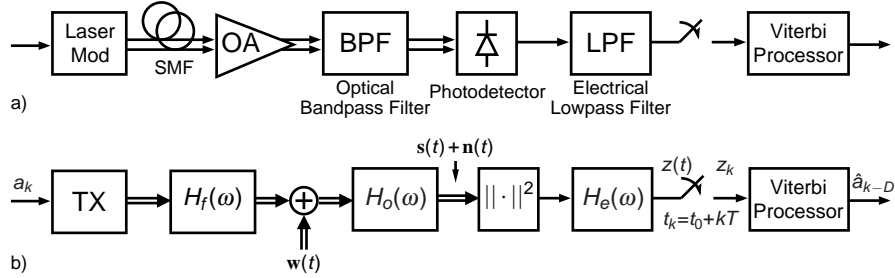 Laser
Mod
SMF
OA
BPF
Optical
Bandpass Filter
Photodetector
LPF
Electrical
Lowpass Filter
Viterbi
Processor
a)
s(t) + n(t)
a_k
TX
H_f(ω)
+
w(t)
H_o(ω)
|| · ||²
H_e(ω)
z(t)
z_k
t_k=t_0+kT
Viterbi
Processor
â_{k−D}
b)